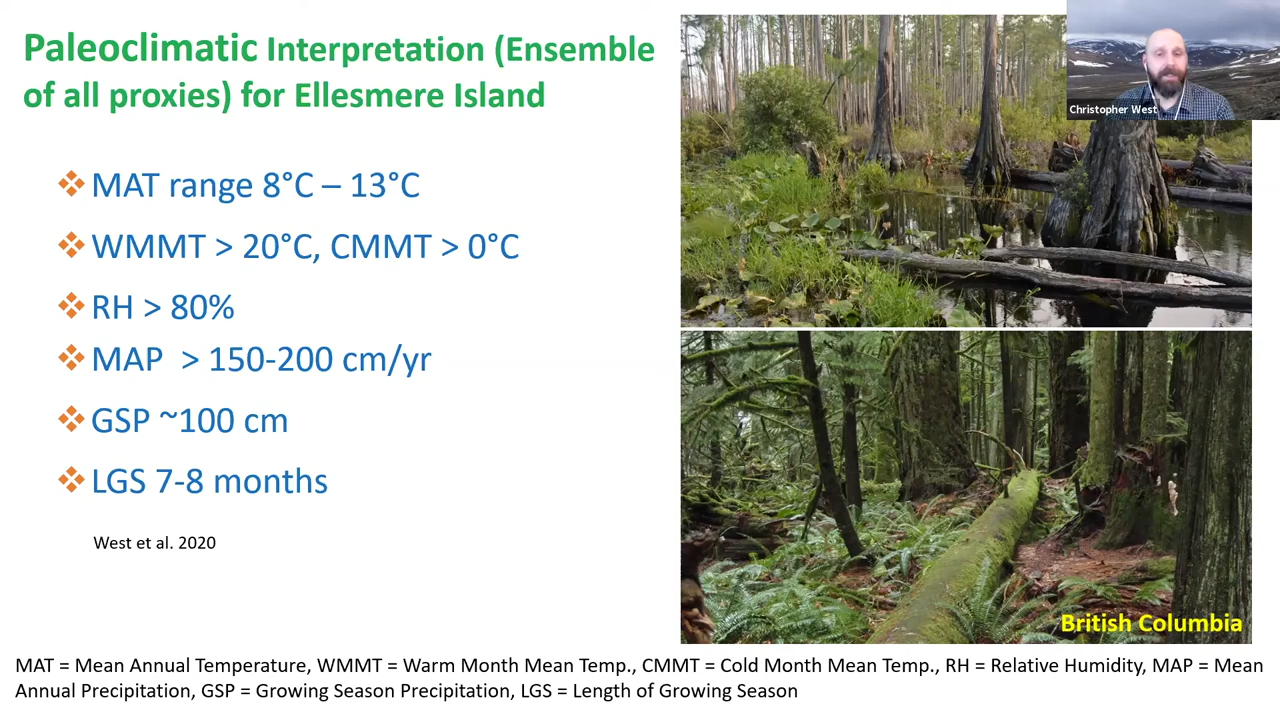 Paleoclimatic Interpretation (Ensemble
of all proxies) for Ellesmere Island
Christopher West
❖ MAT range 8°C – 13°C
❖ WMMT > 20°C, CMMT > 0°C
❖ RH > 80%
❖ MAP > 150-200 cm/yr
❖ GSP ~100 cm
❖ LGS 7-8 months
West et al. 2020
British Columbia
MAT = Mean Annual Temperature, WMMT = Warm Month Mean Temp., CMMT = Cold Month Mean Temp., RH = Relative Humidity, MAP = Mean
Annual Precipitation, GSP = Growing Season Precipitation, LGS = Length of Growing Season